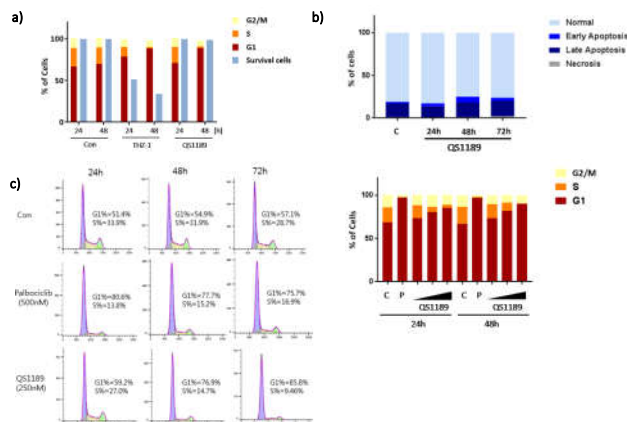 a)
G2/M
S
G1
Survival cells
% of Cells
100
50
0
24 48 24 48 24 48 [h]
Con THZ-1 QS1189
b)
Normal
Early Apoptosis
Late Apoptosis
Necrosis
% of cells
100
50
0
C 24h 48h 72h
QS1189
c)
24h 48h 72h
Con
G1%=51.4%
S%=33.9%
G1%=54.9%
S%=31.9%
G1%=57.1%
S%=28.7%
Palbociclib
(500nM)
G1%=80.6%
S%=13.8%
G1%=77.7%
S%=15.2%
G1%=75.7%
S%=16.9%
QS1189
(250nM)
G1%=59.2%
S%=27.0%
G1%=76.9%
S%=14.7%
G1%=85.8%
S%=9.46%
G2/M
S
G1
% of Cells
100
50
0
C P C P
QS1189 QS1189
24h 48h